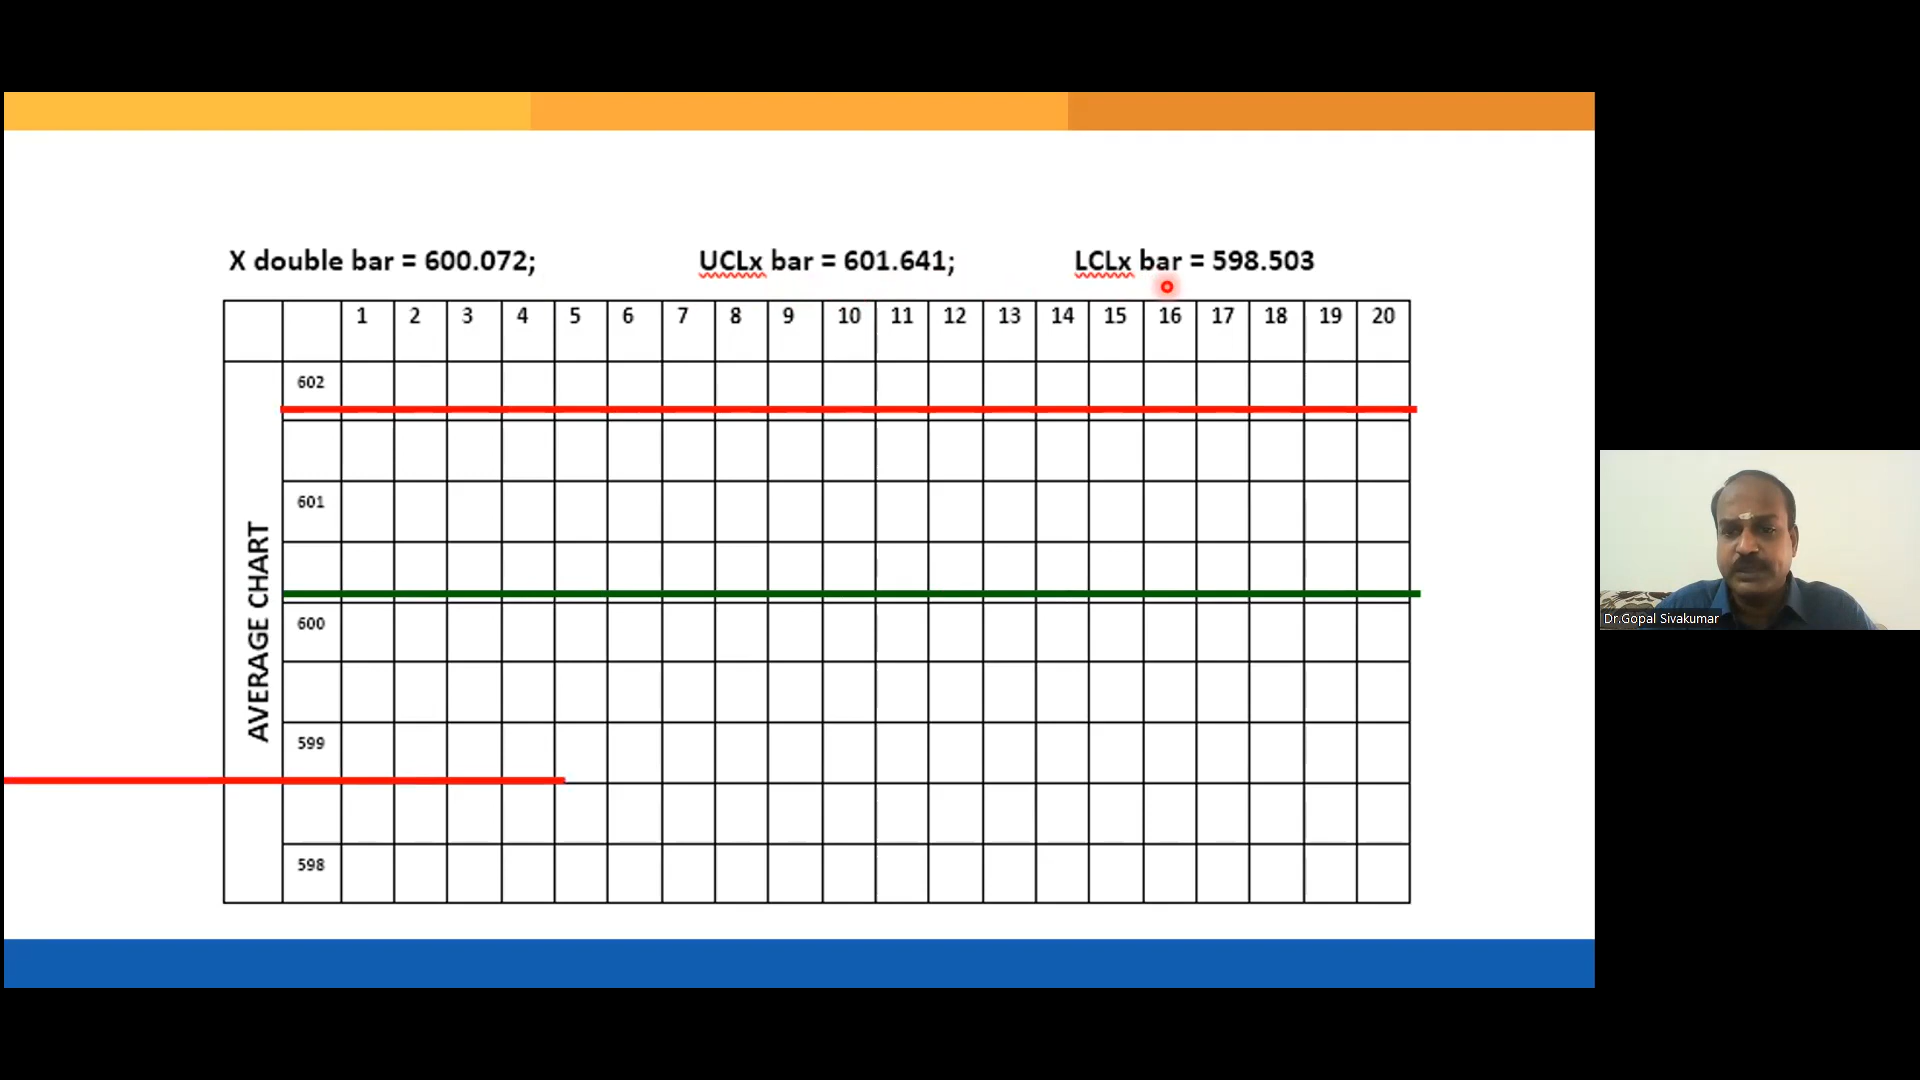 X double bar = 600.072; UCLx bar = 601.641; LCLx bar = 598.503
1 2 3 4 5 6 7 8 9 10 11 12 13 14 15 16 17 18 19 20
AVERAGE CHART
602
601
600
599
598
Dr.Gopal Sivakumar